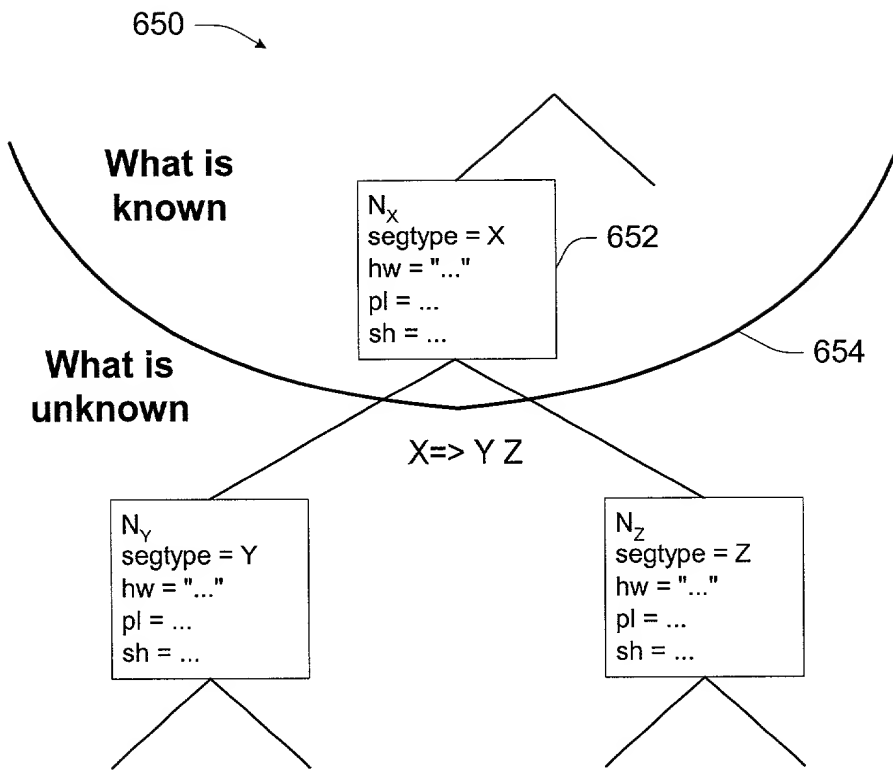 650
What is
known
N_X
segtype = X
hw = "..."
pl = ...
sh = ...
652
654
What is
unknown
X=> Y Z
N_Y
segtype = Y
hw = "..."
pl = ...
sh = ...
N_Z
segtype = Z
hw = "..."
pl = ...
sh = ...